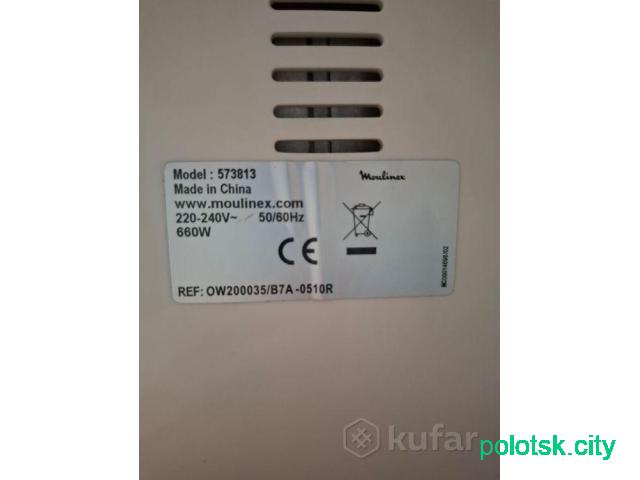 Model : 573813
Moulinex
Made in China
www.moulinex.com
220-240V~ 50/60Hz
660W
CE
REF: OW200035/B7A-0510R
kufar
polotsk.city